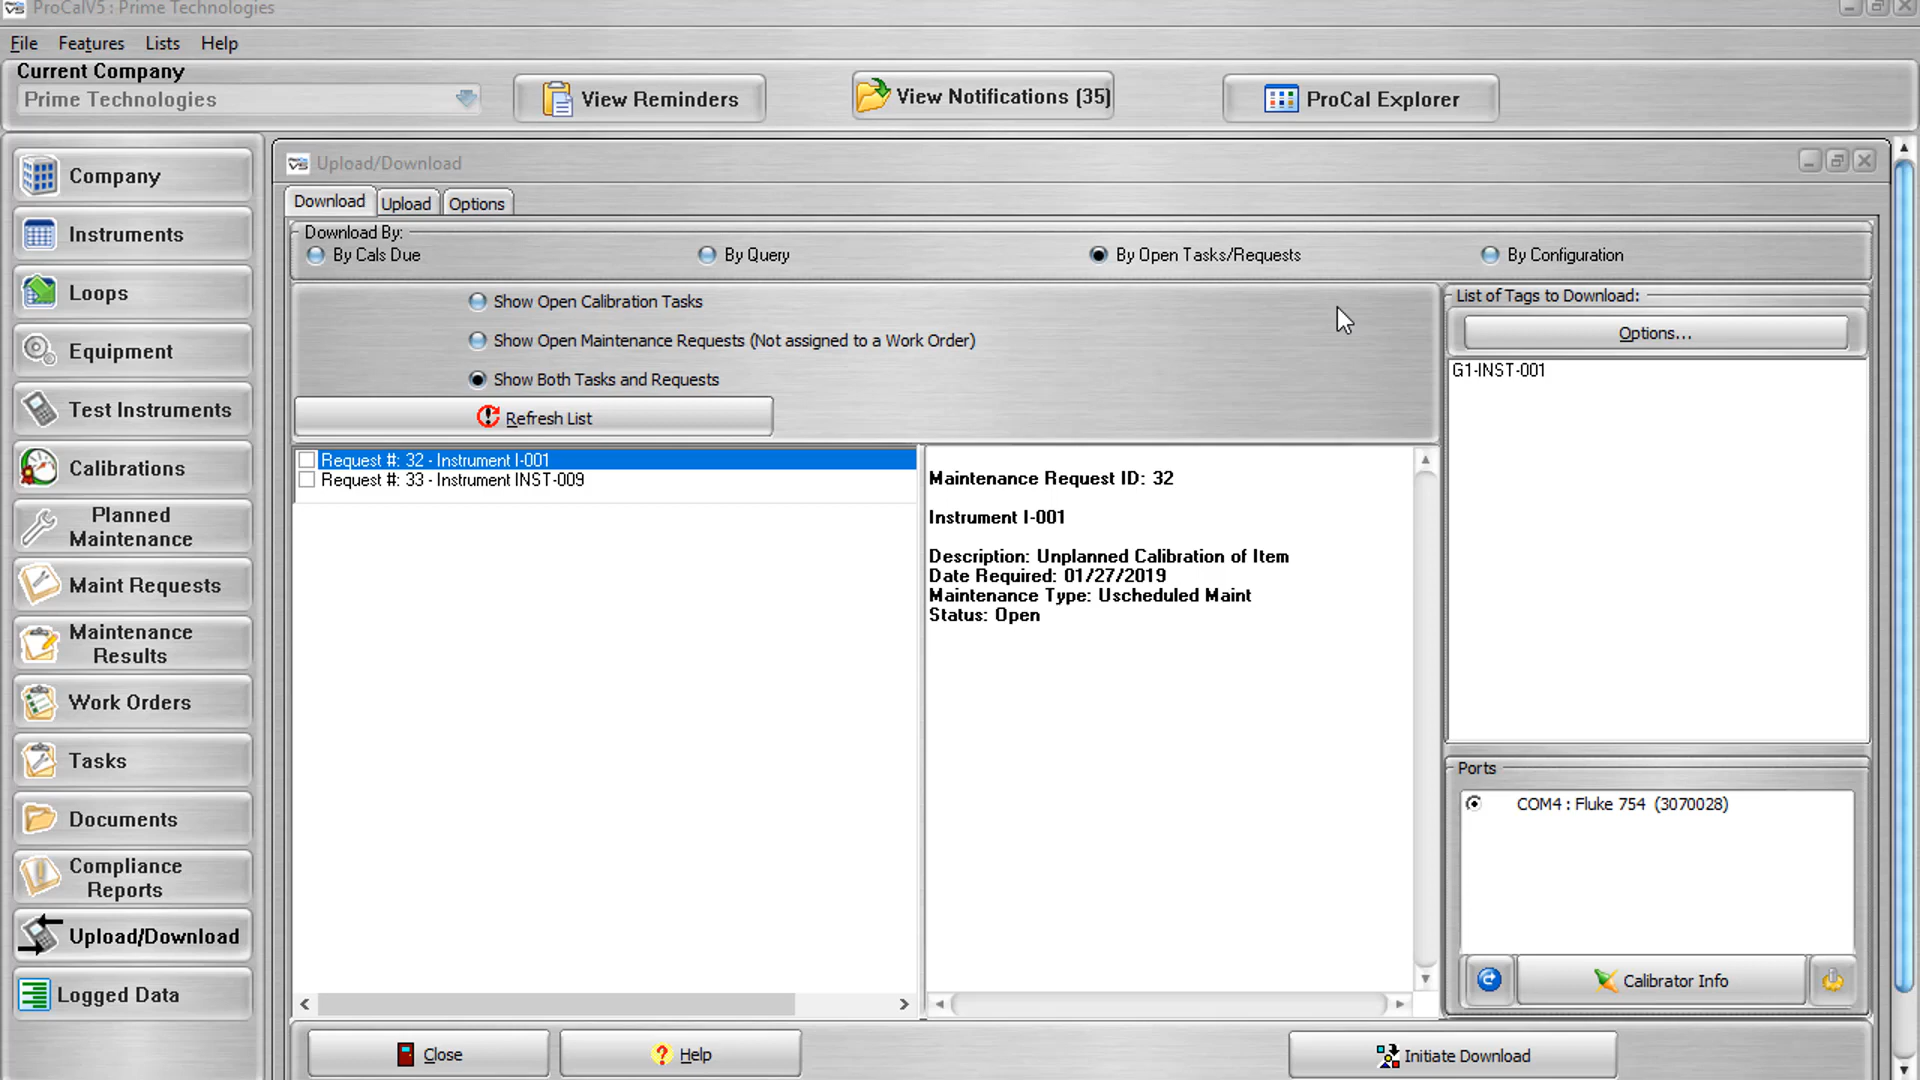 ProCalV5 : Prime Technologies
File Features Lists Help
Current Company
Prime Technologies
View Reminders
View Notifications (35)
ProCal Explorer
Company
Instruments
Loops
Equipment
Test Instruments
Calibrations
Planned
Maintenance
Maint Requests
Maintenance
Results
Work Orders
Tasks
Documents
Compliance
Reports
Upload/Download
Logged Data
Upload/Download
Download Upload Options
Download By:
By Cals Due By Query By Open Tasks/Requests By Configuration
Show Open Calibration Tasks
Show Open Maintenance Requests (Not assigned to a Work Order)
Show Both Tasks and Requests
Refresh List
Request #: 32 - Instrument I-001
Request #: 33 - Instrument INST-009
Maintenance Request ID: 32
Instrument I-001
Description: Unplanned Calibration of Item
Date Required: 01/27/2019
Maintenance Type: Uscheduled Maint
Status: Open
List of Tags to Download:
Options...
G1-INST-001
Ports
COM4 : Fluke 754 (3070028)
Calibrator Info
Close
Help
Initiate Download